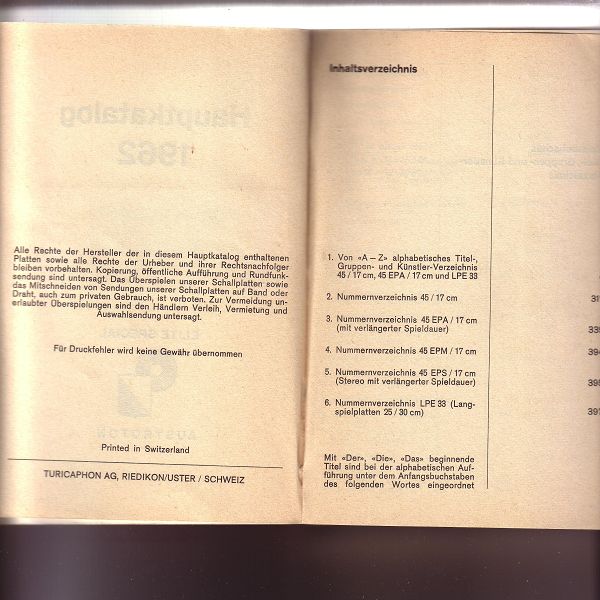 Alle Rechte der Hersteller der in diesem Hauptkatalog enthaltenen
Platten sowie alle Rechte der Urheber und ihrer Rechtsnachfolger
bleiben vorbehalten. Kopierung, öffentliche Aufführung und Rundfunk-
sendung sind untersagt. Das Überspielen unserer Schallplatten sowie
das Mitschneiden von Sendungen unserer Schallplatten auf Band oder
Draht, auch zum privaten Gebrauch, ist verboten. Zur Vermeidung un-
erlaubter Überspielungen sind den Händlern Verleih, Vermietung und
Auswahlsendung untersagt.
Für Druckfehler wird keine Gewähr übernommen
Printed in Switzerland
TURICAPHON AG, RIEDIKON/USTER / SCHWEIZ
Inhaltsverzeichnis
1. Von «A – Z» alphabetisches Titel-,
Gruppen- und Künstler-Verzeichnis
45 / 17 cm, 45 EPA / 17 cm und LPE 33
2. Nummernverzeichnis 45 / 17 cm
3. Nummernverzeichnis 45 EPA / 17 cm
(mit verlängerter Spieldauer)
4. Nummernverzeichnis 45 EPM / 17 cm
5. Nummernverzeichnis 45 EPS / 17 cm
(Stereo mit verlängerter Spieldauer)
6. Nummernverzeichnis LPE 33 (Lang-
spielplatten 25 / 30 cm)
Mit «Der», «Die», «Das» beginnende
Titel sind bei der alphabetischen Auf-
führung unter dem Anfangsbuchstaben
des folgenden Wortes eingeordnet